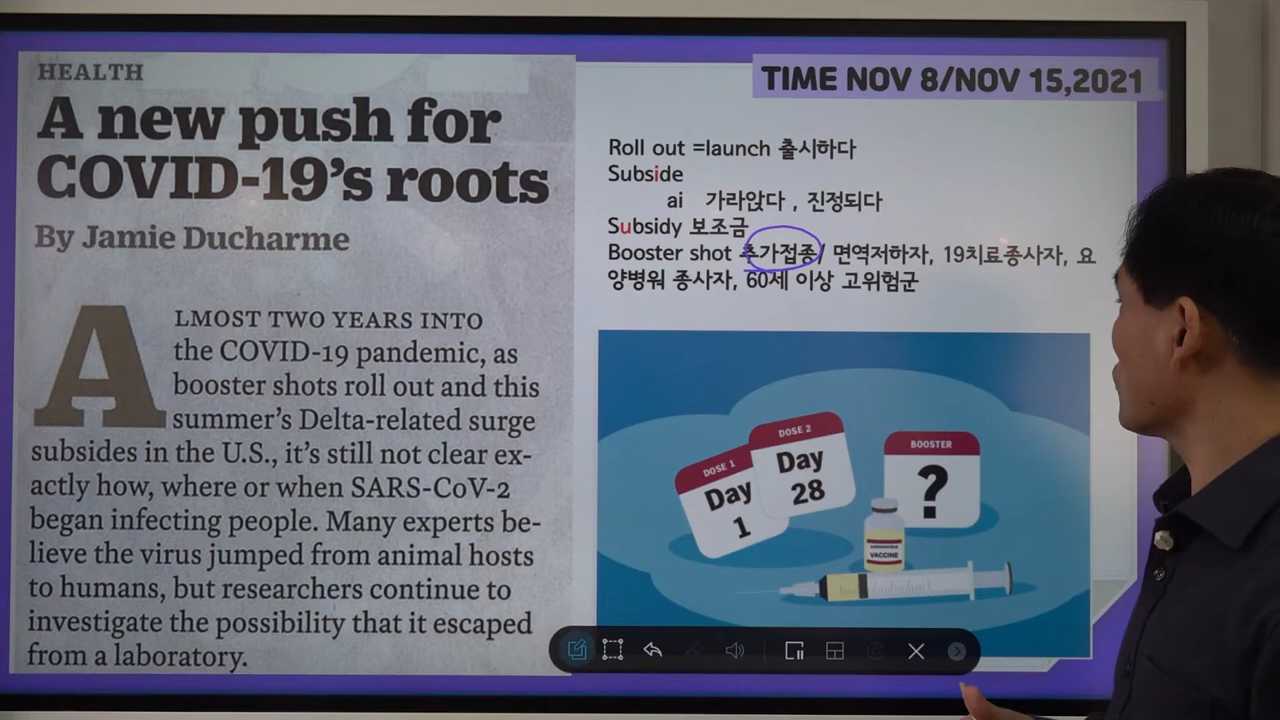 HEALTH
A new push for
COVID-19's roots
By Jamie Ducharme
ALMOST TWO YEARS INTO
the COVID-19 pandemic, as
booster shots roll out and this
summer's Delta-related surge
subsides in the U.S., it's still not clear ex-
actly how, where or when SARS-CoV-2
began infecting people. Many experts be-
lieve the virus jumped from animal hosts
to humans, but researchers continue to
investigate the possibility that it escaped
from a laboratory.
TIME NOV 8/NOV 15,2021
Roll out =launch 출시하다
Subside
ai 가라앉다 , 진정되다
Subsidy 보조금
Booster shot 추가접종/ 면역저하자, 19치료종사자, 요
양병원 종사자, 60세 이상 고위험군
DOSE 1
Day
1
DOSE 2
Day
28
BOOSTER
?
CORONAVIRUS
VACCINE